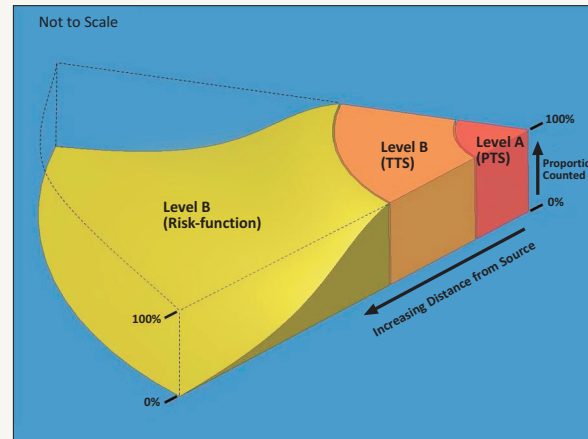 Not to Scale
100%
Level A
(PTS)
Level B
(TTS)
Counted
0%
Level B
(Risk-function)
Increasing Distance from Source
100%
0%